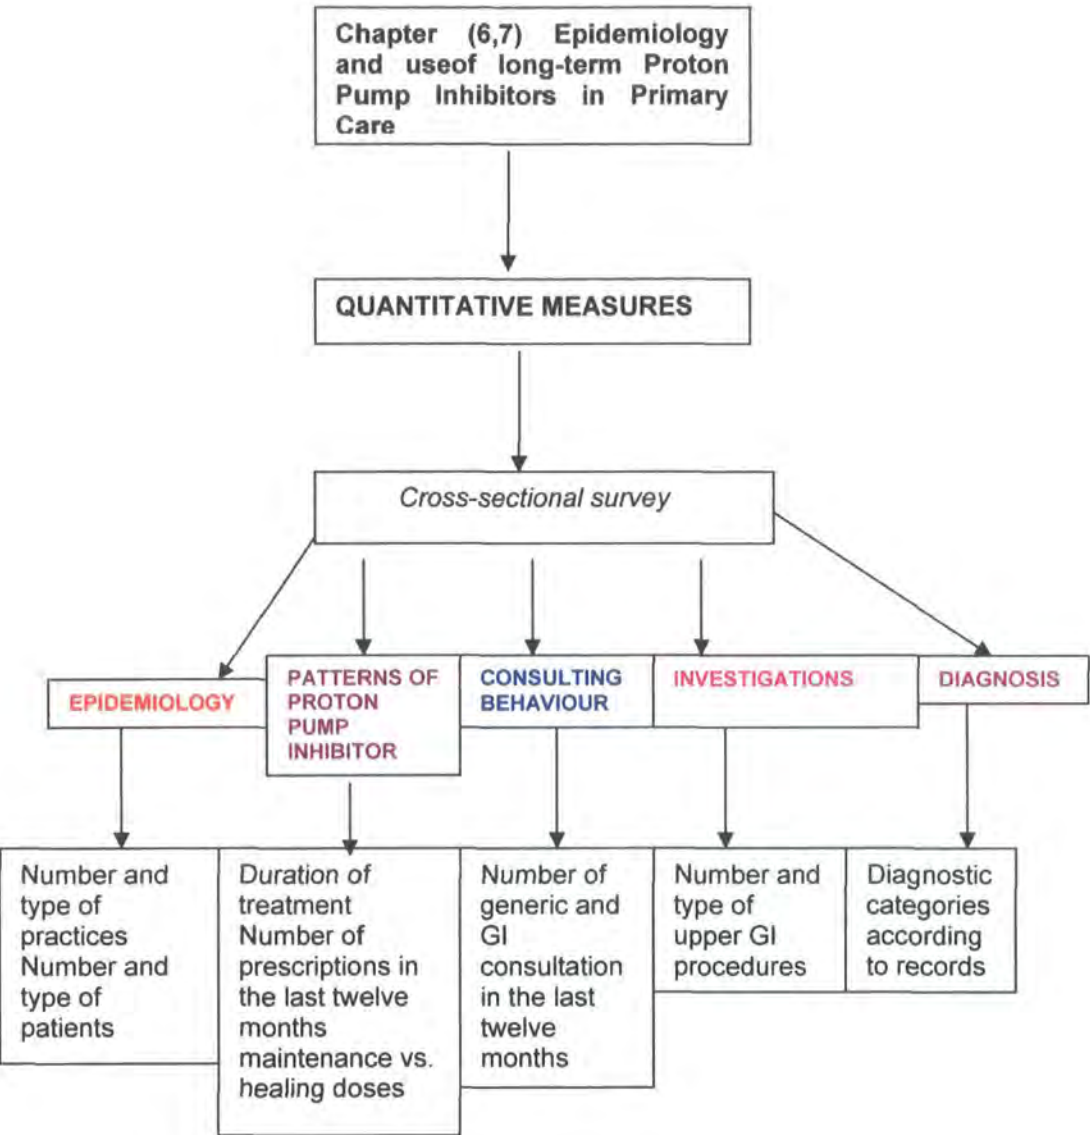 Chapter (6,7) Epidemiology
and useof long-term Proton
Pump Inhibitors in Primary
Care
QUANTITATIVE MEASURES
Cross-sectional survey
EPIDEMIOLOGY
PATTERNS OF
PROTON
PUMP
INHIBITOR
CONSULTING
BEHAVIOUR
INVESTIGATIONS
DIAGNOSIS
Number and
type of
practices
Number and
type of
patients
Duration of
treatment
Number of
prescriptions in
the last twelve
months
maintenance vs.
healing doses
Number of
generic and
GI
consultation
in the last
twelve
months
Number and
type of
upper GI
procedures
Diagnostic
categories
according
to records